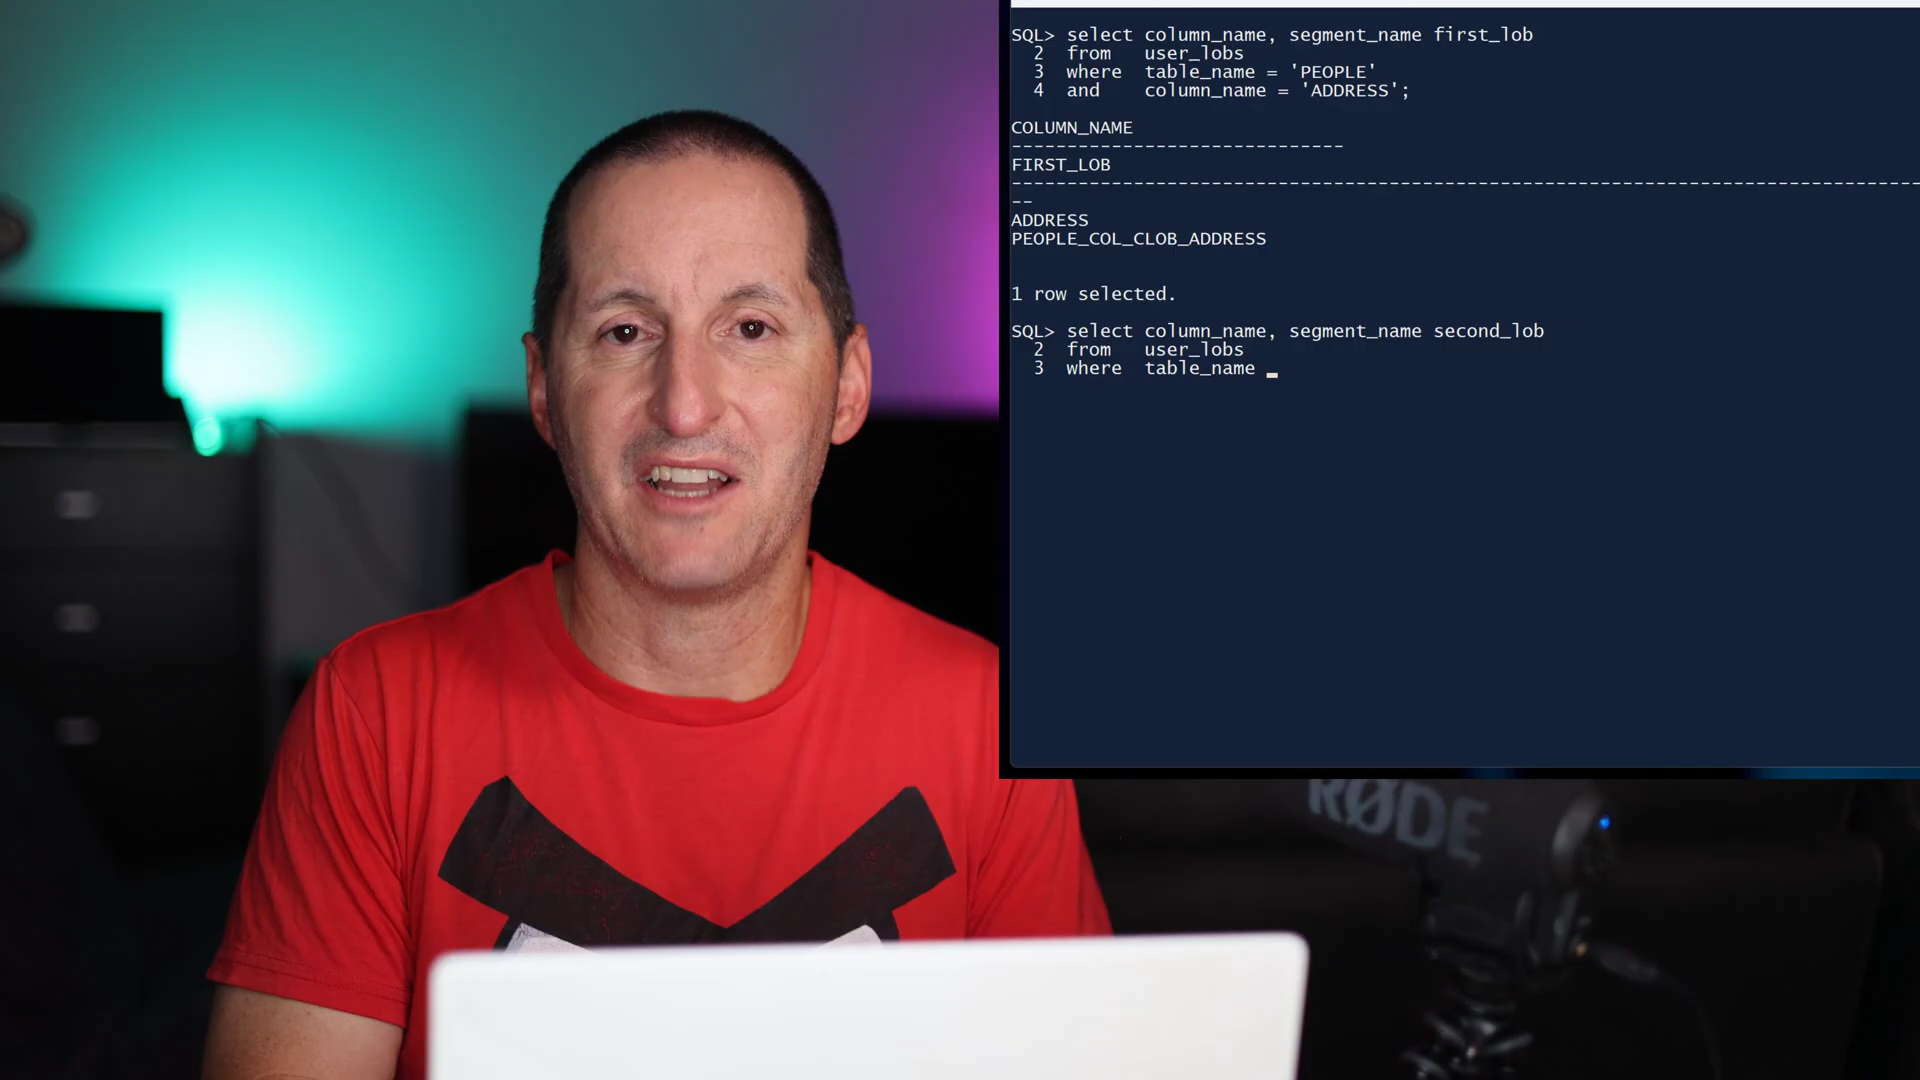 SQL> select column_name, segment_name first_lob
  2  from   user_lobs
  3  where  table_name = 'PEOPLE'
  4  and    column_name = 'ADDRESS';
COLUMN_NAME
------------------------------
FIRST_LOB
----------------------------------------------------------------------------------
--
ADDRESS
PEOPLE_COL_CLOB_ADDRESS
1 row selected.
SQL> select column_name, segment_name second_lob
  2  from   user_lobs
  3  where  table_name _
RØDE